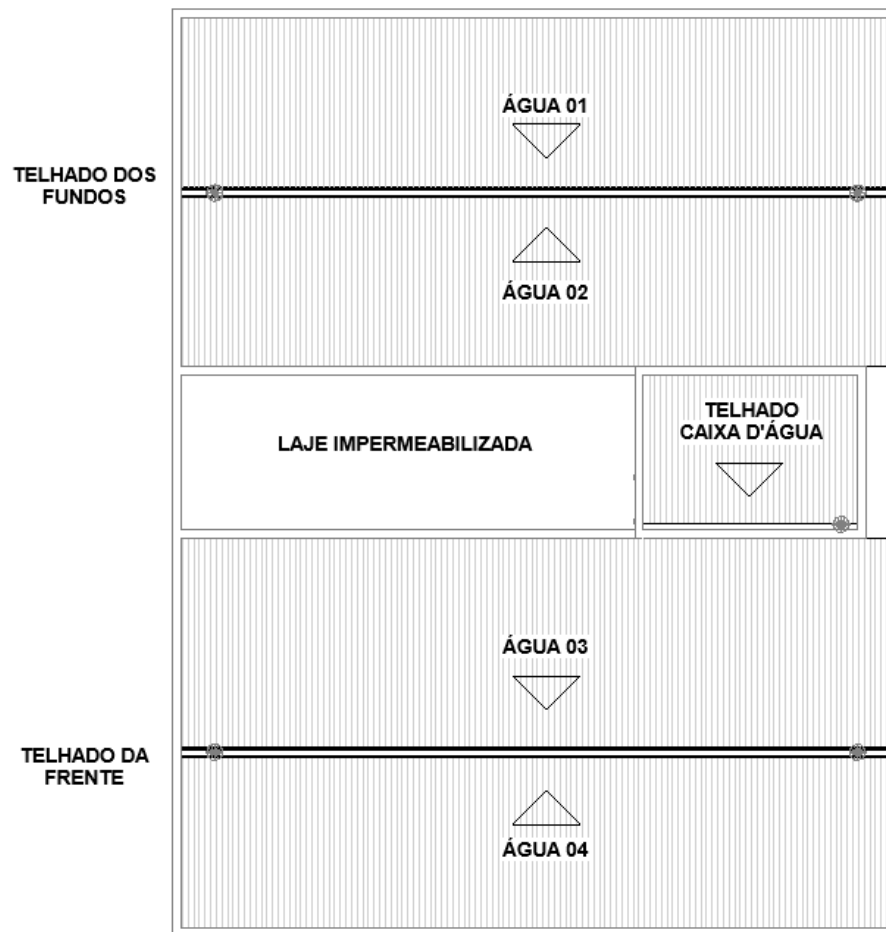 ÁGUA 01
TELHADO DOS
FUNDOS
ÁGUA 02
TELHADO
CAIXA D'ÁGUA
LAJE IMPERMEABILIZADA
ÁGUA 03
TELHADO DA
FRENTE
ÁGUA 04